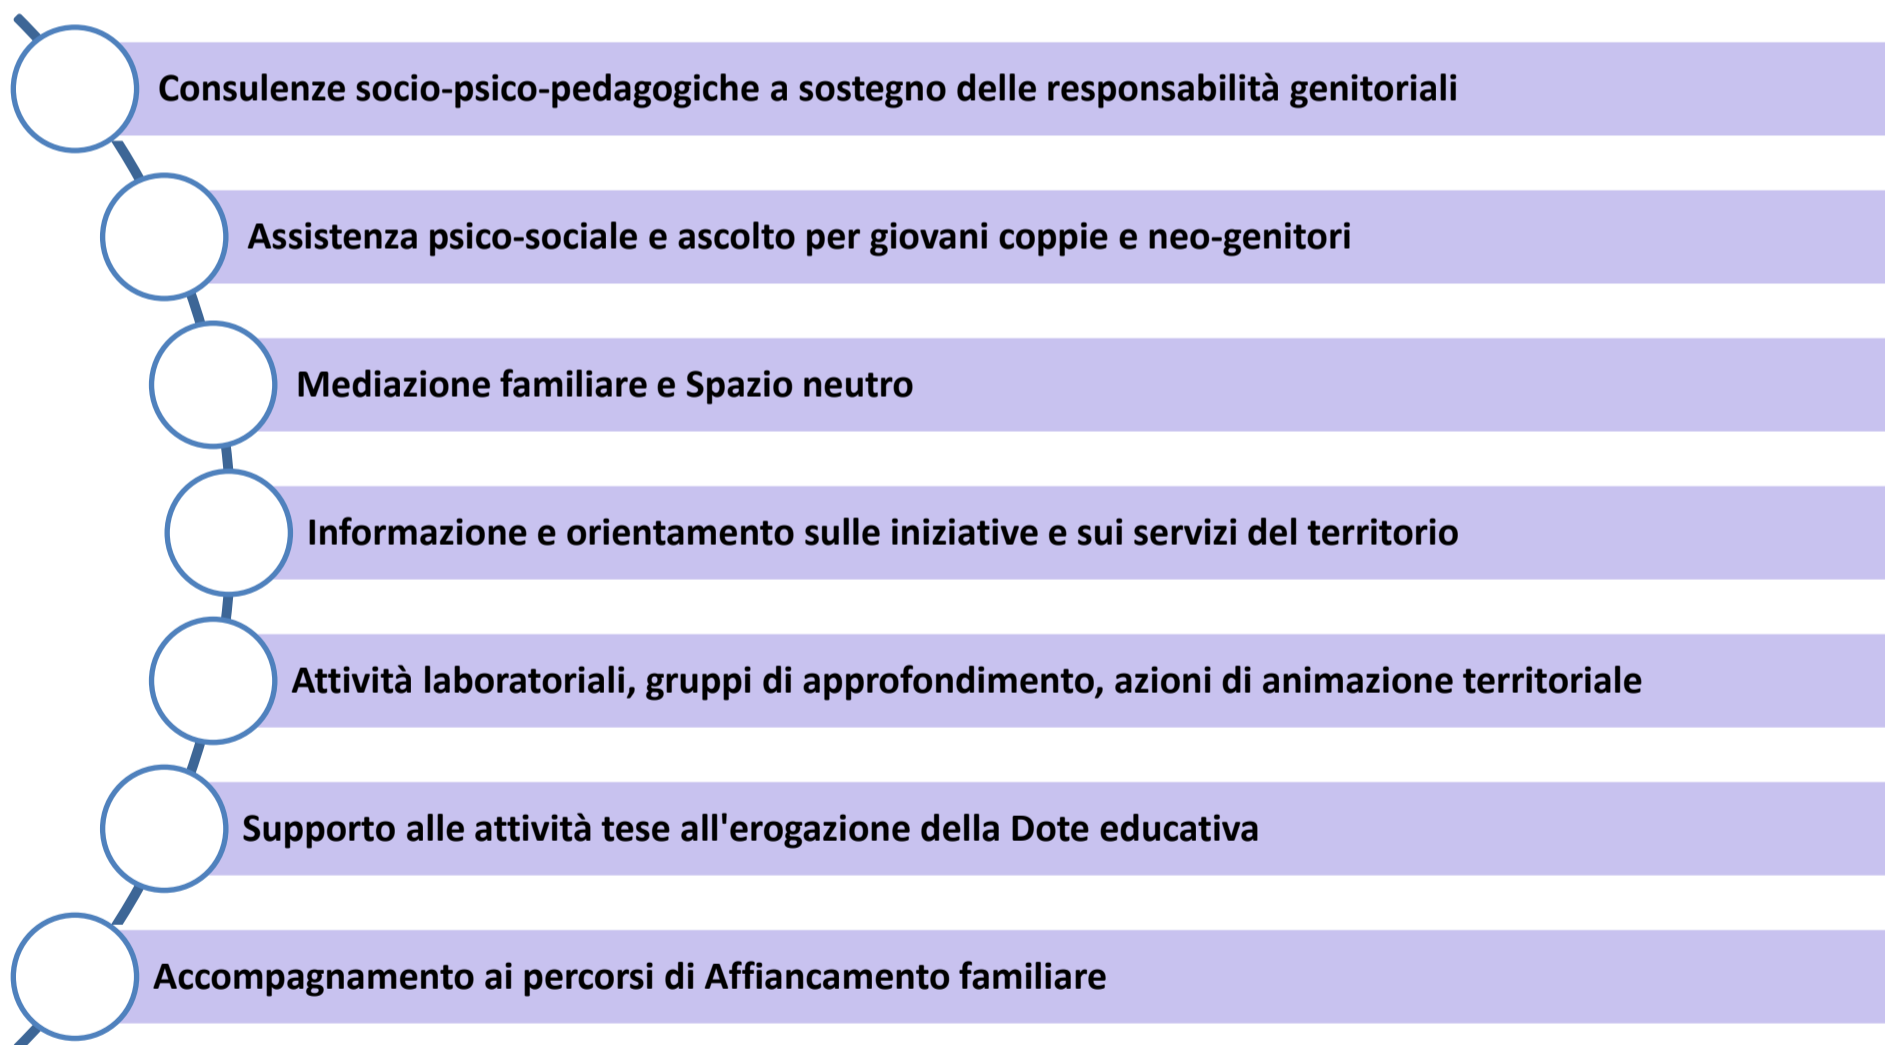 Consulenze socio-psico-pedagogiche a sostegno delle responsabilità genitoriali
Assistenza psico-sociale e ascolto per giovani coppie e neo-genitori
Mediazione familiare e Spazio neutro
Informazione e orientamento sulle iniziative e sui servizi del territorio
Attività laboratoriali, gruppi di approfondimento, azioni di animazione territoriale
Supporto alle attività tese all'erogazione della Dote educativa
Accompagnamento ai percorsi di Affiancamento familiare